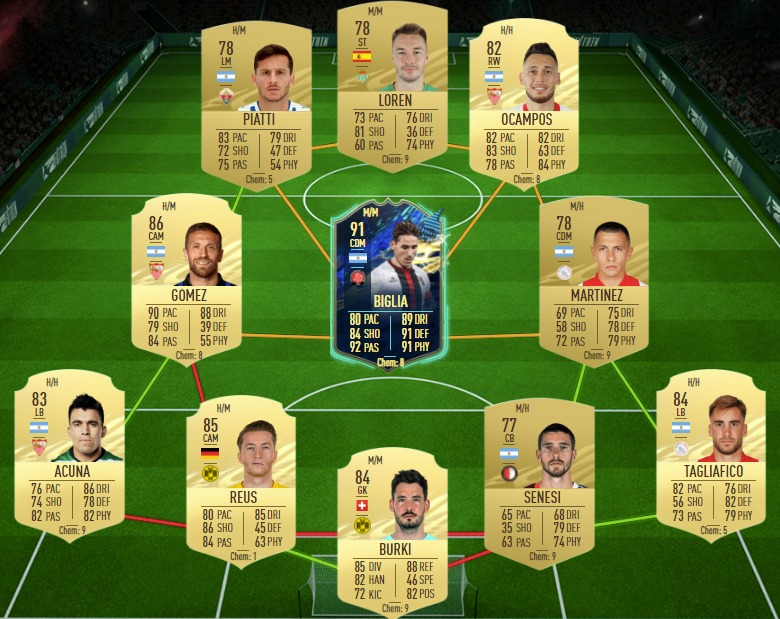 H/M
78
LM
PIATTI
83 PAC 79 DRI
72 SHO 47 DEF
75 PAS 54 PHY
Chem: 5
M/M
78
ST
LOREN
73 PAC 76 DRI
81 SHO 36 DEF
60 PAS 74 PHY
Chem: 9
H/H
82
RW
OCAMPOS
82 PAC 82 DRI
83 SHO 63 DEF
78 PAS 84 PHY
Chem: 8
H/M
86
CAM
GOMEZ
90 PAC 88 DRI
79 SHO 39 DEF
84 PAS 55 PHY
Chem: 8
M/M
91
CDM
BIGLIA
80 PAC 89 DRI
84 SHO 91 DEF
92 PAS 91 PHY
Chem: 8
H/M
78
CDM
MARTINEZ
69 PAC 75 DRI
58 SHO 78 DEF
72 PAS 79 PHY
Chem: 9
H/H
83
LB
ACUNA
76 PAC 86 DRI
74 SHO 78 DEF
82 PAS 82 PHY
Chem: 9
H/M
85
CAM
REUS
80 PAC 85 DRI
86 SHO 45 DEF
84 PAS 63 PHY
Chem: 1
M/M
84
GK
BURKI
85 DIV 88 REF
82 HAN 46 SPE
72 KIC 82 POS
Chem: 9
M/M
77
CB
SENESI
65 PAC 68 DRI
35 SHO 79 DEF
63 PAS 74 PHY
Chem: 9
H/H
84
LB
TAGLIAFICO
82 PAC 76 DRI
56 SHO 82 DEF
73 PAS 79 PHY
Chem: 5